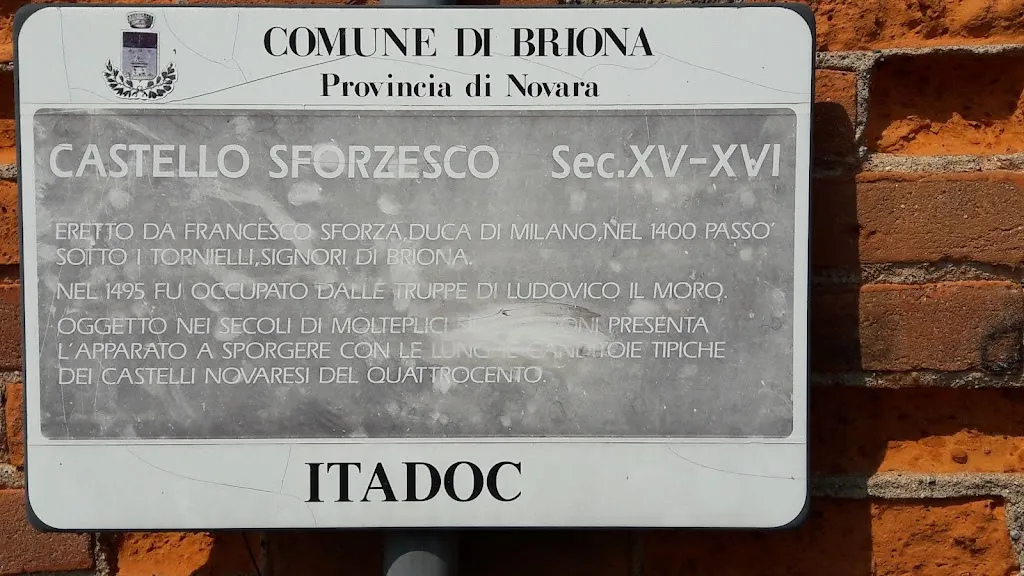 COMUNE DI BRIONA
Provincia di Novara
CASTELLO SFORZESCO Sec.XV-XVI
ERETTO DA FRANCESCO SFORZA,DUCA DI MILANO,NEL 1400 PASSO'
SOTTO I TORNIELLI,SIGNORI DI BRIONA.
NEL 1495 FU OCCUPATO DALLE TRUPPE DI LUDOVICO IL MORO.
OGGETTO NEI SECOLI DI MOLTEPLICI PRESENTA
L'APPARATO A SPORGERE CON LE LUNGHE CADITOIE TIPICHE
DEI CASTELLI NOVARESI DEL QUATTROCENTO.
ITADOC